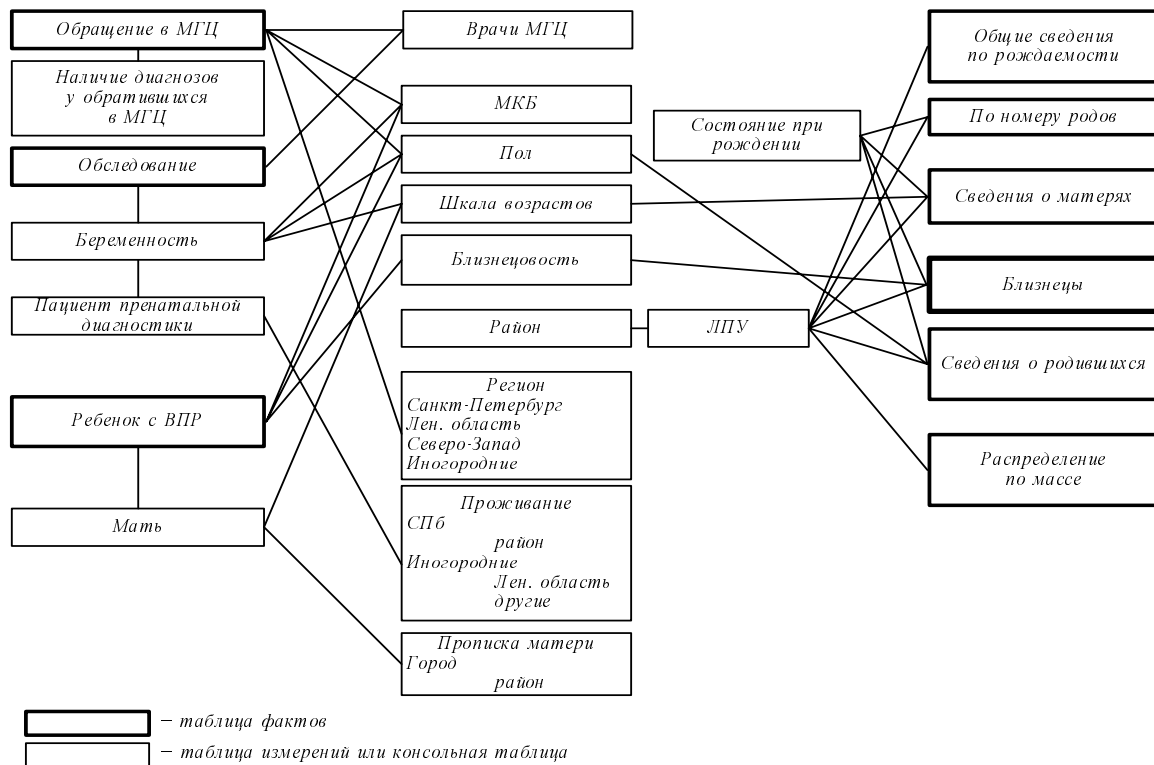 Обращение в МГЦ
Наличие диагнозов
у обратившихся
в МГЦ
Обследование
Беременность
Пациент пренатальной
диагностики
Ребенок с ВПР
Мать
Врачи МГЦ
МКБ
Пол
Шкала возрастов
Близнецовость
Район
Регион
Санкт-Петербург
Лен. область
Северо-Запад
Иногородние
Проживание
СПб
район
Иногородние
Лен. область
другие
Прописка матери
Город
район
Состояние при
рождении
ЛПУ
Общие сведения
по рождаемости
По номеру родов
Сведения о матерях
Близнецы
Сведения о родившихся
Распределение
по массе
– таблица фактов
– таблица измерений или консольная таблица